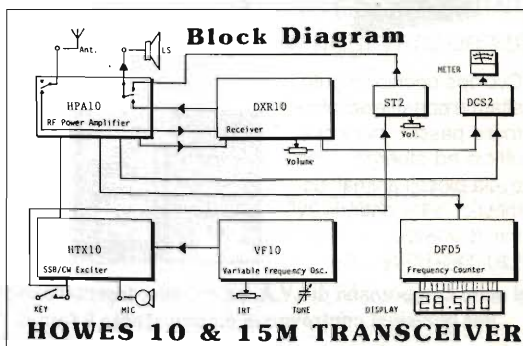 Block Diagram
Ant.
LS
METER
HPA10
RF Power Amplifier
DXR10
Receiver
ST2
DCS2
Volume
Vol.
HTX10
SSB/CW Exciter
VF10
Variable Frequency Osc.
DFD5
Frequency Counter
KEY
MIC
IRT
TUNE
DISPLAY
28.500
HOWES 10 & 15M TRANSCEIVER